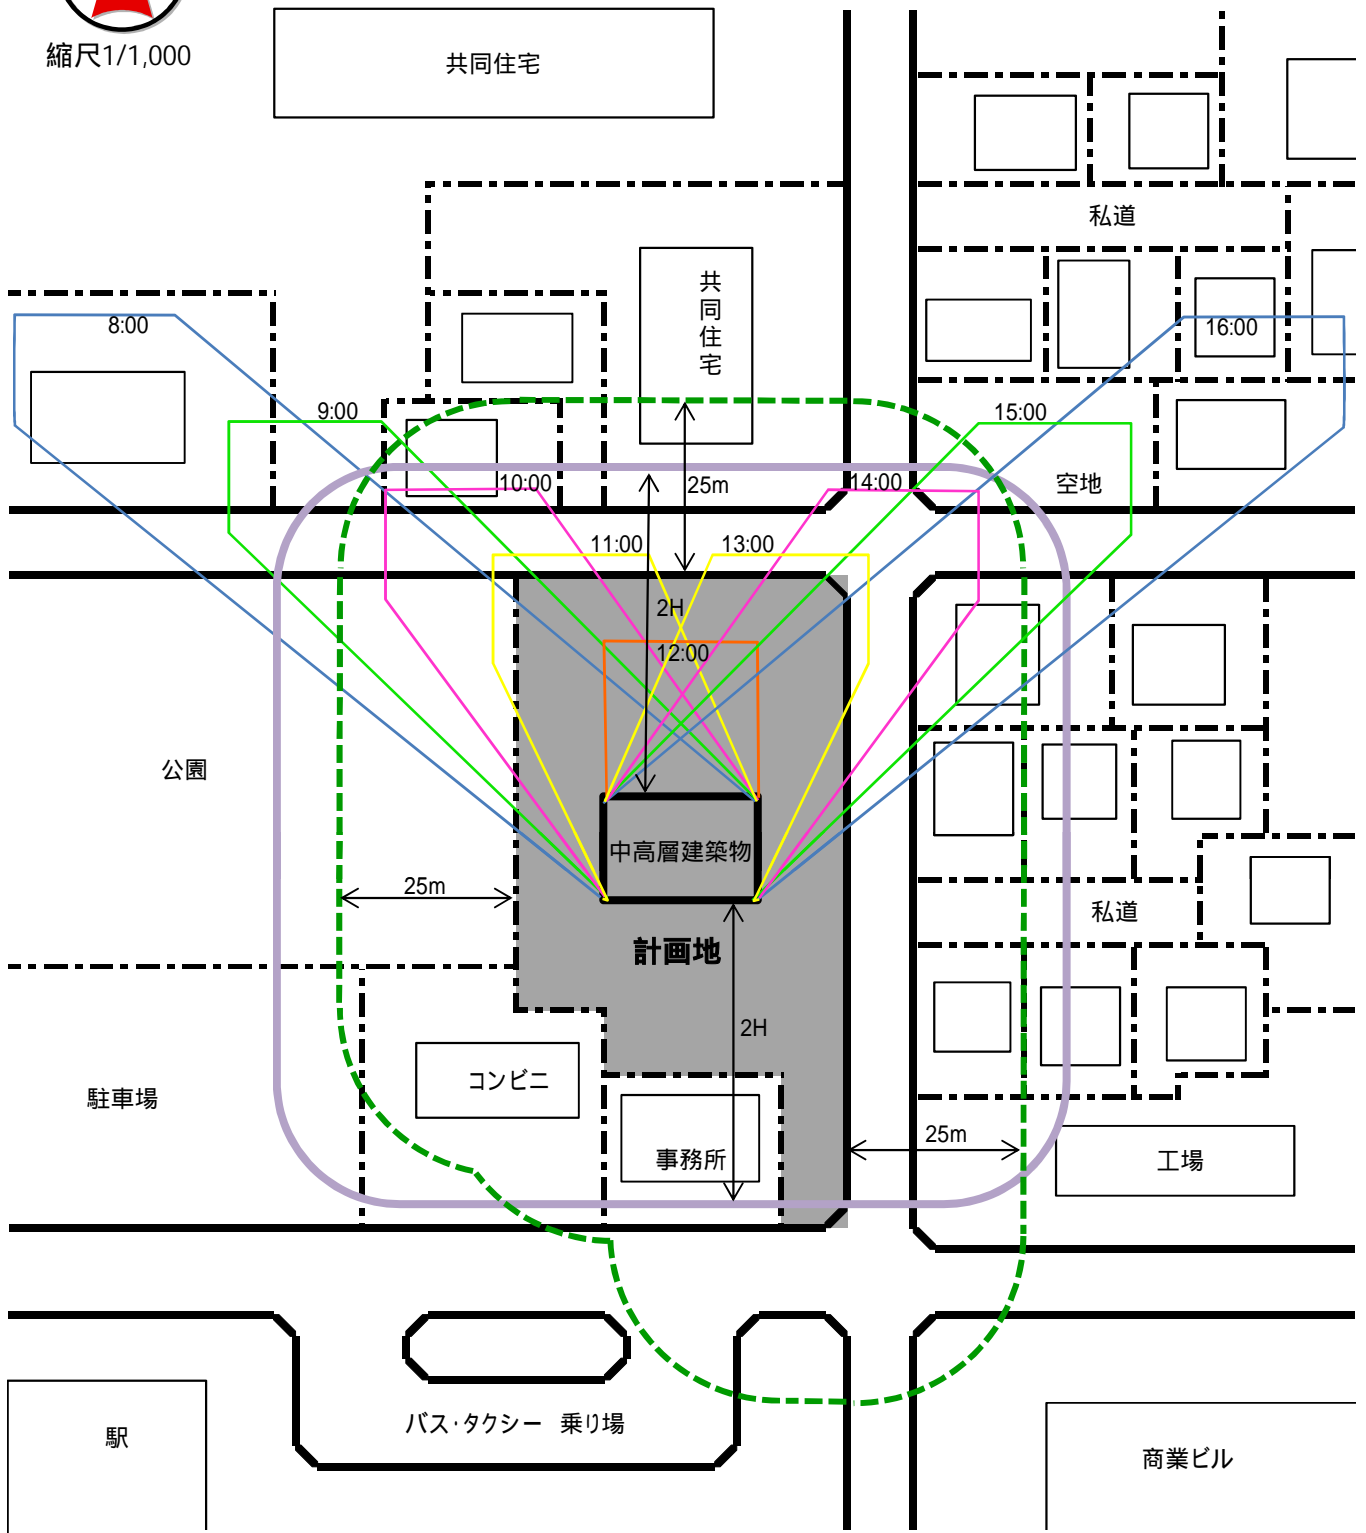 縮尺1/1,000
共同住宅
私道
共同住宅
8:00
16:00
9:00
15:00
10:00
25m
14:00
空地
11:00
13:00
2H
12:00
公園
中高層建築物
25m
私道
計画地
2H
コンビニ
駐車場
25m
事務所
工場
バス・タクシー 乗り場
駅
商業ビル